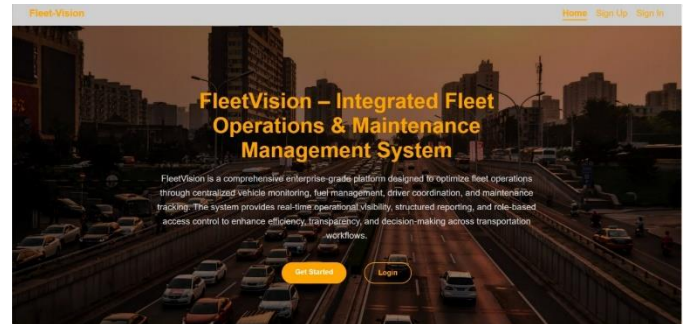 Fleet-Vision
Home Sign Up Sign In
FleetVision – Integrated Fleet
Operations & Maintenance
Management System
FleetVision is a comprehensive enterprise-grade platform designed to optimize fleet operations
through centralized vehicle monitoring, fuel management, driver coordination, and maintenance
tracking. The system provides real-time operational visibility, structured reporting, and role-based
access control to enhance efficiency, transparency, and decision-making across transportation
workflows.
Get Started Login